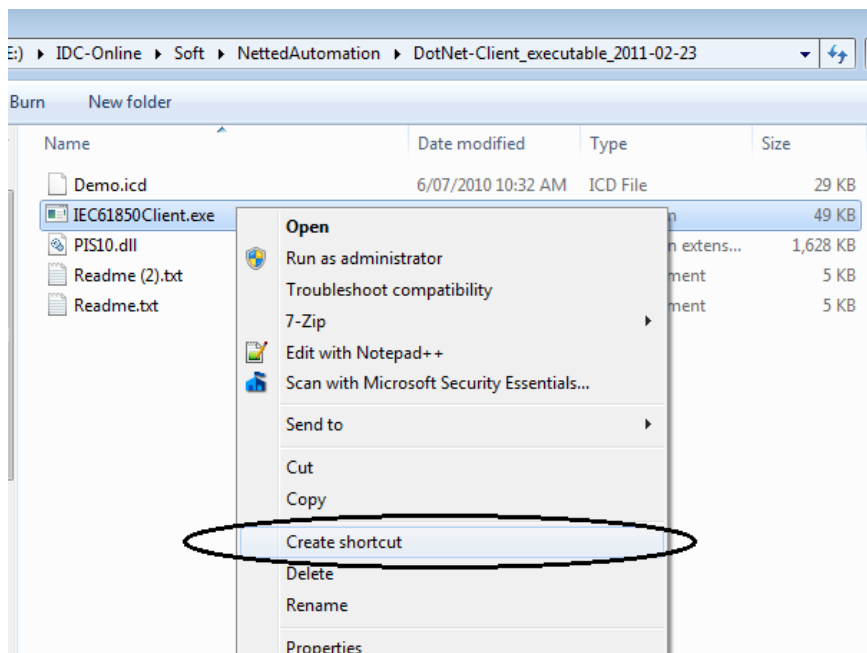 E:) IDC-Online Soft NettedAutomation DotNet-Client_executable_2011-02-23
Burn New folder
Name Date modified Type Size
Demo.icd 6/07/2010 10:32 AM ICD File 29 KB
IEC61850Client.exe n 49 KB
PIS10.dll n extens... 1,628 KB
Readme (2).txt ment 5 KB
Readme.txt ment 5 KB
Open
Run as administrator
Troubleshoot compatibility
7-Zip
Edit with Notepad++
Scan with Microsoft Security Essentials...
Send to
Cut
Copy
Create shortcut
Delete
Rename
Properties